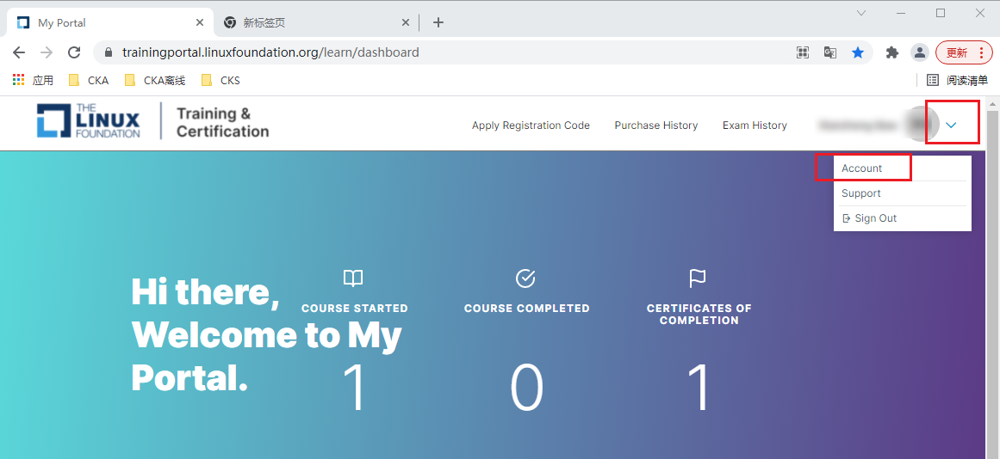 My Portal
新标签页
trainingportal.linuxfoundation.org/learn/dashboard
更新
应用
CKA
CKA离线
CKS
阅读清单
THE
LINUX
FOUNDATION
Training &
Certification
Apply Registration Code
Purchase History
Exam History
Account
Support
Sign Out
Hi there,
Welcome to My
Portal.
COURSE STARTED
1
COURSE COMPLETED
0
CERTIFICATES OF
COMPLETION
1